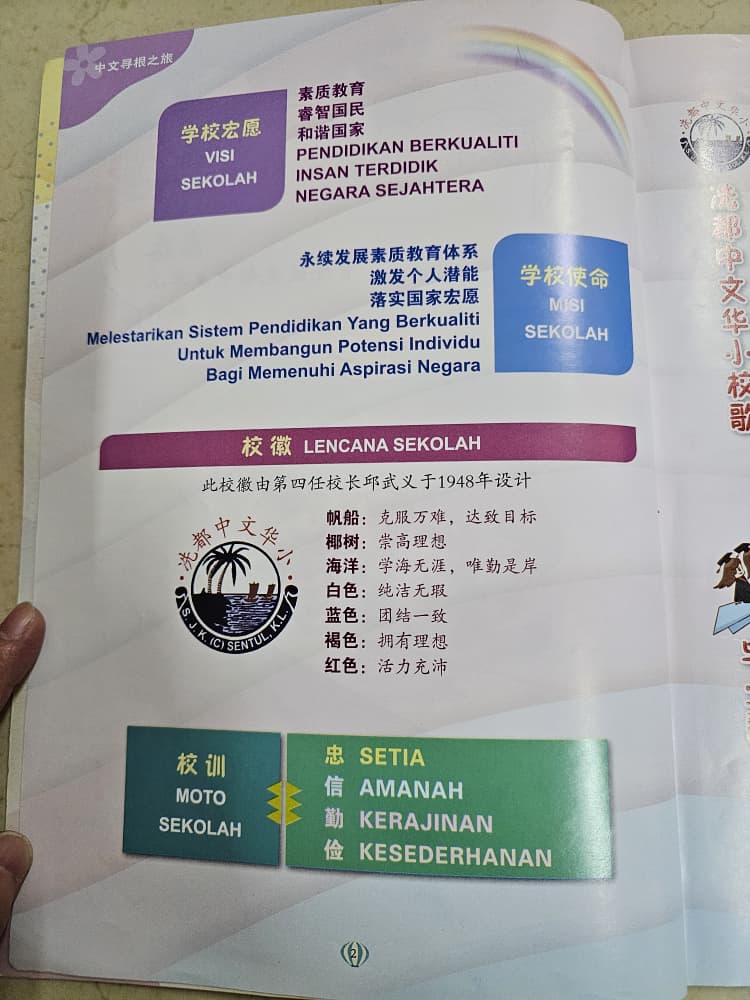 中文寻根之旅
学校宏愿
VISI
SEKOLAH
素质教育
睿智国民
和谐国家
PENDIDIKAN BERKUALITI
INSAN TERDIDIK
NEGARA SEJAHTERA
永续发展素质教育体系
激发个人潜能
落实国家宏愿
Melestarikan Sistem Pendidikan Yang Berkualiti
Untuk Membangun Potensi Individu
Bagi Memenuhi Aspirasi Negara
学校使命
MISI
SEKOLAH
校徽 LENCANA SEKOLAH
此校徽由第四任校长邱武义于1948年设计
·冼都中文华小·
S. J. K. (C) SENTUL, K.L.
帆船：克服万难，达致目标
椰树：崇高理想
海洋：学海无涯，唯勤是岸
白色：纯洁无瑕
蓝色：团结一致
褐色：拥有理想
红色：活力充沛
校训
MOTO
SEKOLAH
忠 SETIA
信 AMANAH
勤 KERAJINAN
俭 KESEDERHANAN
2
·冼都中文华小·
冼都中文华小校歌